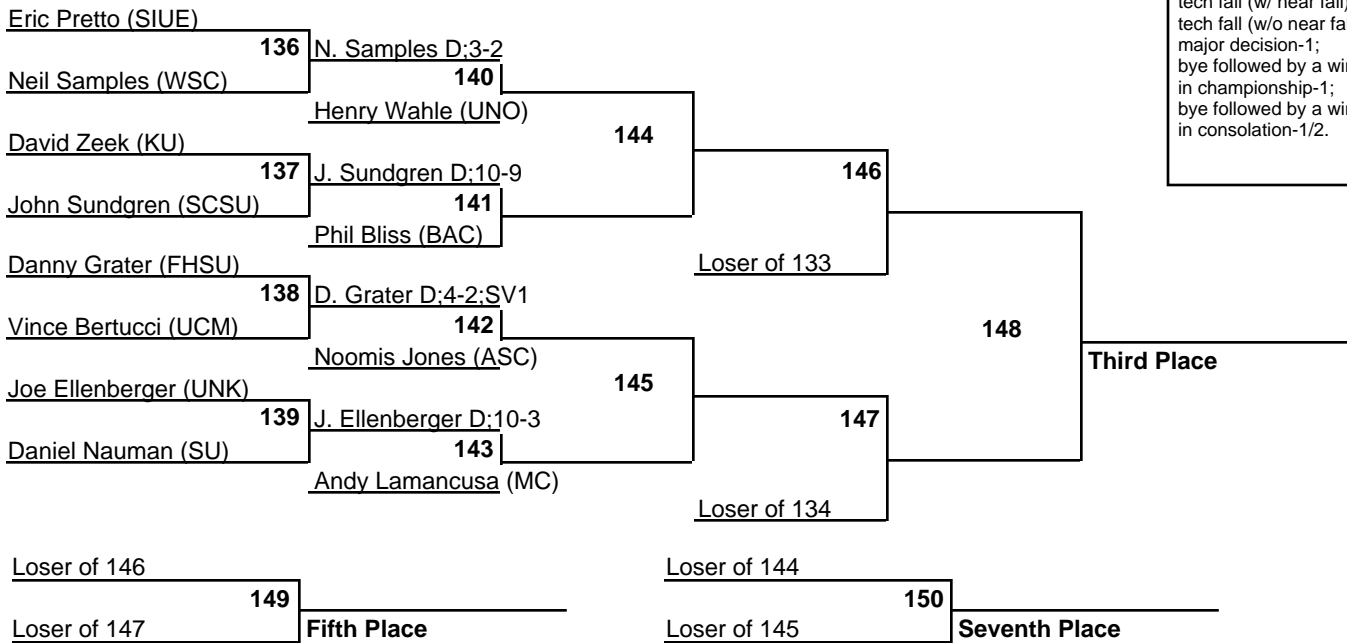 Eric Pretto (SIUE)
136
N. Samples D;3-2
Neil Samples (WSC)
140
Henry Wahle (UNO)
144
David Zeek (KU)
137
J. Sundgren D;10-9
146
John Sundgren (SCSU)
141
Phil Bliss (BAC)
Loser of 133
Danny Grater (FHSU)
138
D. Grater D;4-2;SV1
Vince Bertucci (UCM)
142
148
Noomis Jones (ASC)
Third Place
145
Joe Ellenberger (UNK)
139
J. Ellenberger D;10-3
147
Daniel Nauman (SU)
143
Andy Lamancusa (MC)
Loser of 134
Loser of 146
149
Loser of 147
Fifth Place
Loser of 144
150
Loser of 145
Seventh Place
tech fall (w/ near fall)
tech fall (w/o near
major decision-1;
bye followed by a
in championship-1;
bye followed by a
in consolation-1/2.